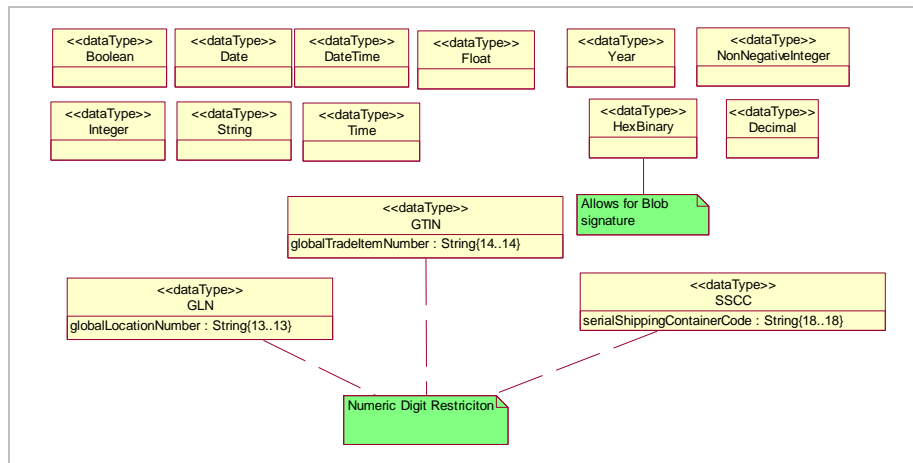 <<dataType>>
Boolean
<<dataType>>
Date
<<dataType>>
DateTime
<<dataType>>
Float
<<dataType>>
Year
<<dataType>>
NonNegativeInteger
<<dataType>>
Integer
<<dataType>>
String
<<dataType>>
Time
<<dataType>>
HexBinary
<<dataType>>
Decimal
Allows for Blob
signature
<<dataType>>
GTIN
globalTradeItemNumber : String{14..14}
<<dataType>>
GLN
globalLocationNumber : String{13..13}
<<dataType>>
SSCC
serialShippingContainerCode : String{18..18}
Numeric Digit Restriciton